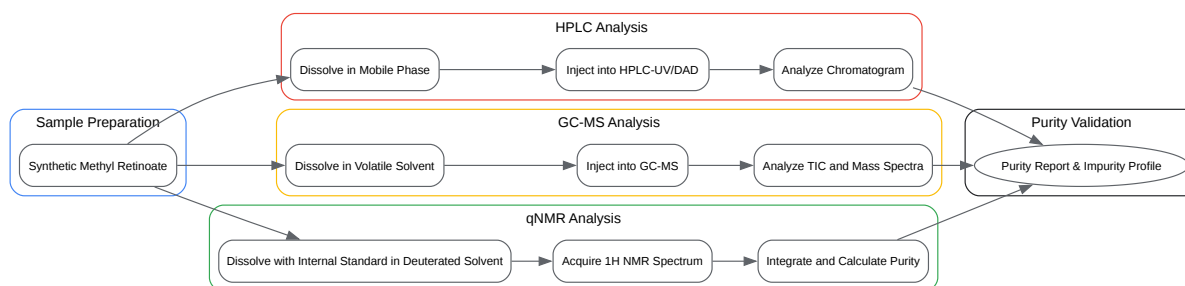 HPLC Analysis
Dissolve in Mobile Phase
Inject into HPLC-UV/DAD
Analyze Chromatogram
Sample Preparation
Synthetic Methyl Retinoate
GC-MS Analysis
Dissolve in Volatile Solvent
Inject into GC-MS
Analyze TIC and Mass Spectra
Purity Validation
Purity Report & Impurity Profile
qNMR Analysis
Dissolve with Internal Standard in Deuterated Solvent
Acquire 1H NMR Spectrum
Integrate and Calculate Purity